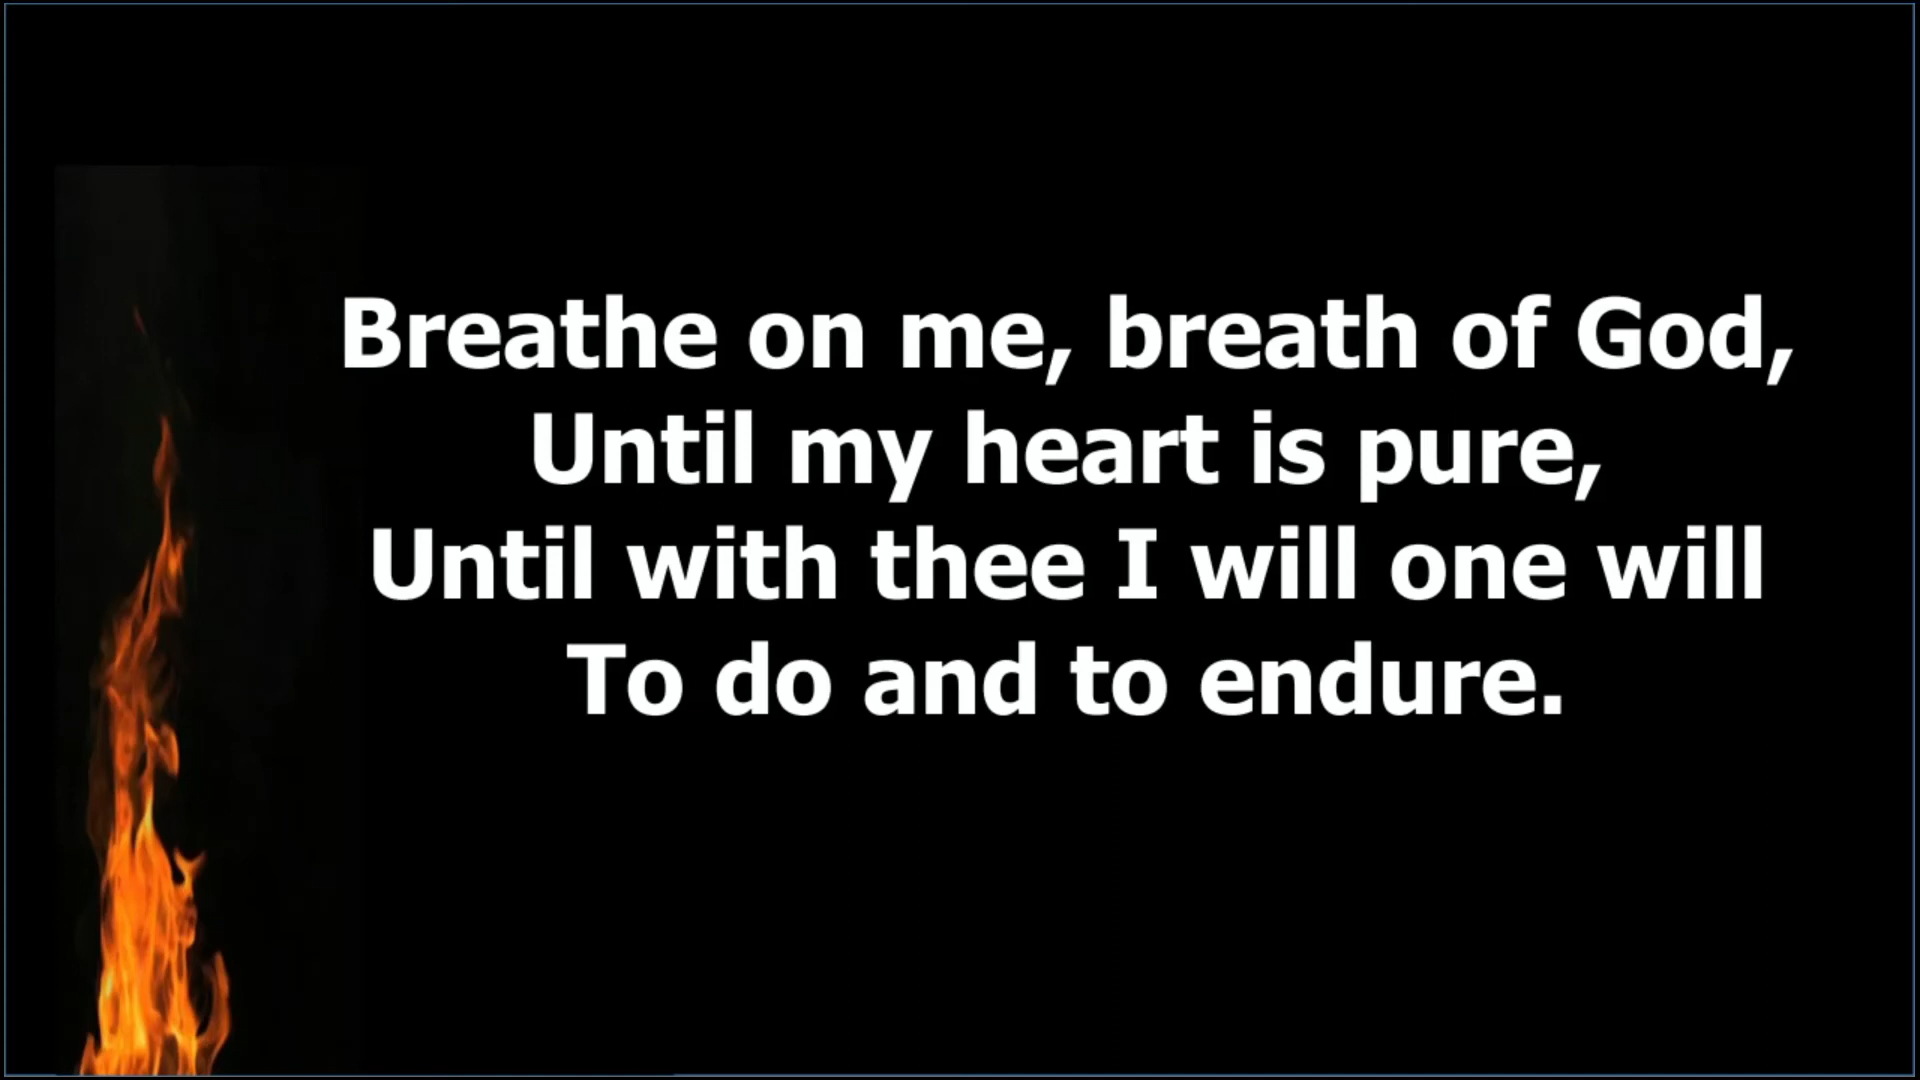 Breathe on me, breath of God,
Until my heart is pure,
Until with thee I will one will
To do and to endure.